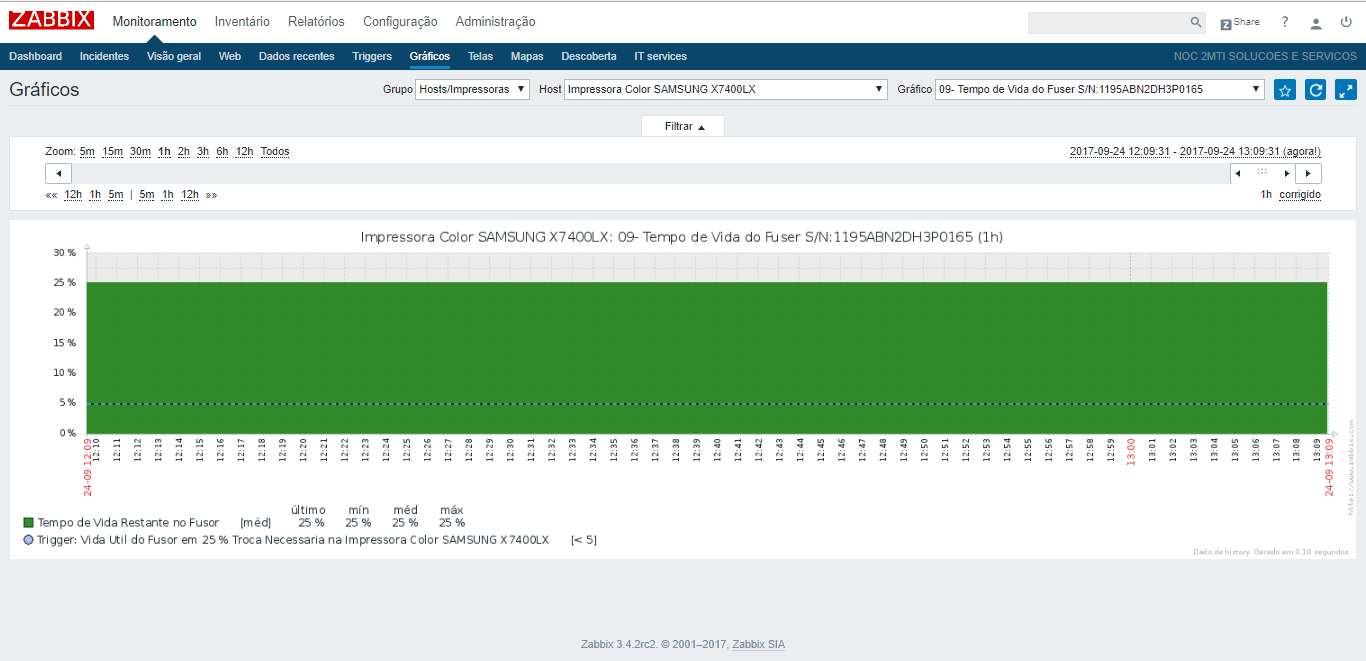 ZABBIX Monitoramento Inventário Relatórios Configuração Administração Z Share ?
Dashboard Incidentes Visão geral Web Dados recentes Triggers Gráficos Telas Mapas Descoberta IT services NOC 2MTI SOLUCOES E SERVICOS
Gráficos Grupo Hosts/Impressoras Host Impressora Color SAMSUNG X7400LX Gráfico 09- Tempo de Vida do Fuser S/N:1195ABN2DH3P0165
Filtrar
Zoom: 5m 15m 30m 1h 2h 3h 6h 12h Todos 2017-09-24 12:09:31 - 2017-09-24 13:09:31 (agora!)
«« 12h 1h 5m | 5m 1h 12h »» 1h corrigido
Impressora Color SAMSUNG X7400LX: 09- Tempo de Vida do Fuser S/N:1195ABN2DH3P0165 (1h)
30 %
25 %
20 %
15 %
10 %
5 %
0 %
24-09 12:09 12:10 12:11 12:12 12:13 12:14 12:15 12:16 12:17 12:18 12:19 12:20 12:21 12:22 12:23 12:24 12:25 12:26 12:27 12:28 12:29 12:30 12:31 12:32 12:33 12:34 12:35 12:36 12:37 12:38 12:39 12:40 12:41 12:42 12:43 12:44 12:45 12:46 12:47 12:48 12:49 12:50 12:51 12:52 12:53 12:54 12:55 12:56 12:57 12:58 12:59 13:00 13:01 13:02 13:03 13:04 13:05 13:06 13:07 13:08 13:09 24-09 13:09
http://www.zabbix.com
último mín méd máx
Tempo de Vida Restante no Fusor [méd] 25 % 25 % 25 % 25 %
Trigger: Vida Util do Fusor em 25 % Troca Necessaria na Impressora Color SAMSUNG X7400LX [< 5]
Dado de history. Gerado em 0.10 segundos.
Zabbix 3.4.2rc2. © 2001–2017, Zabbix SIA